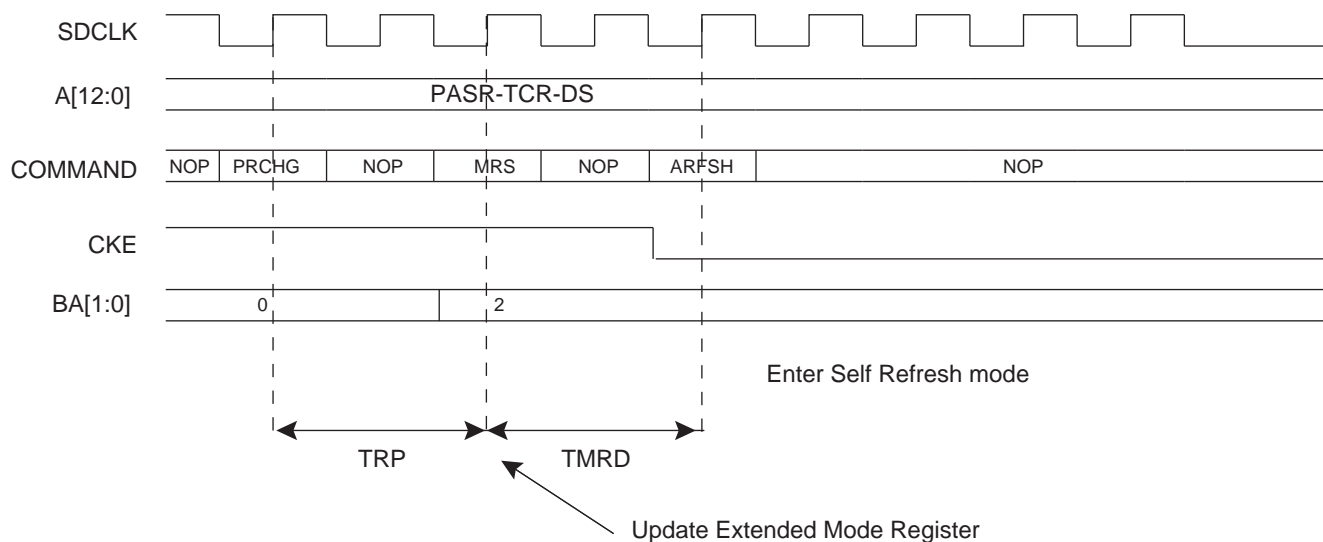 SDCLK
A[12:0]
PASR-TCR-DS
COMMAND
NOP PRCHG NOP MRS NOP ARFSH NOP
CKE
BA[1:0]
0 2
Enter Self Refresh mode
TRP TMRD
Update Extended Mode Register